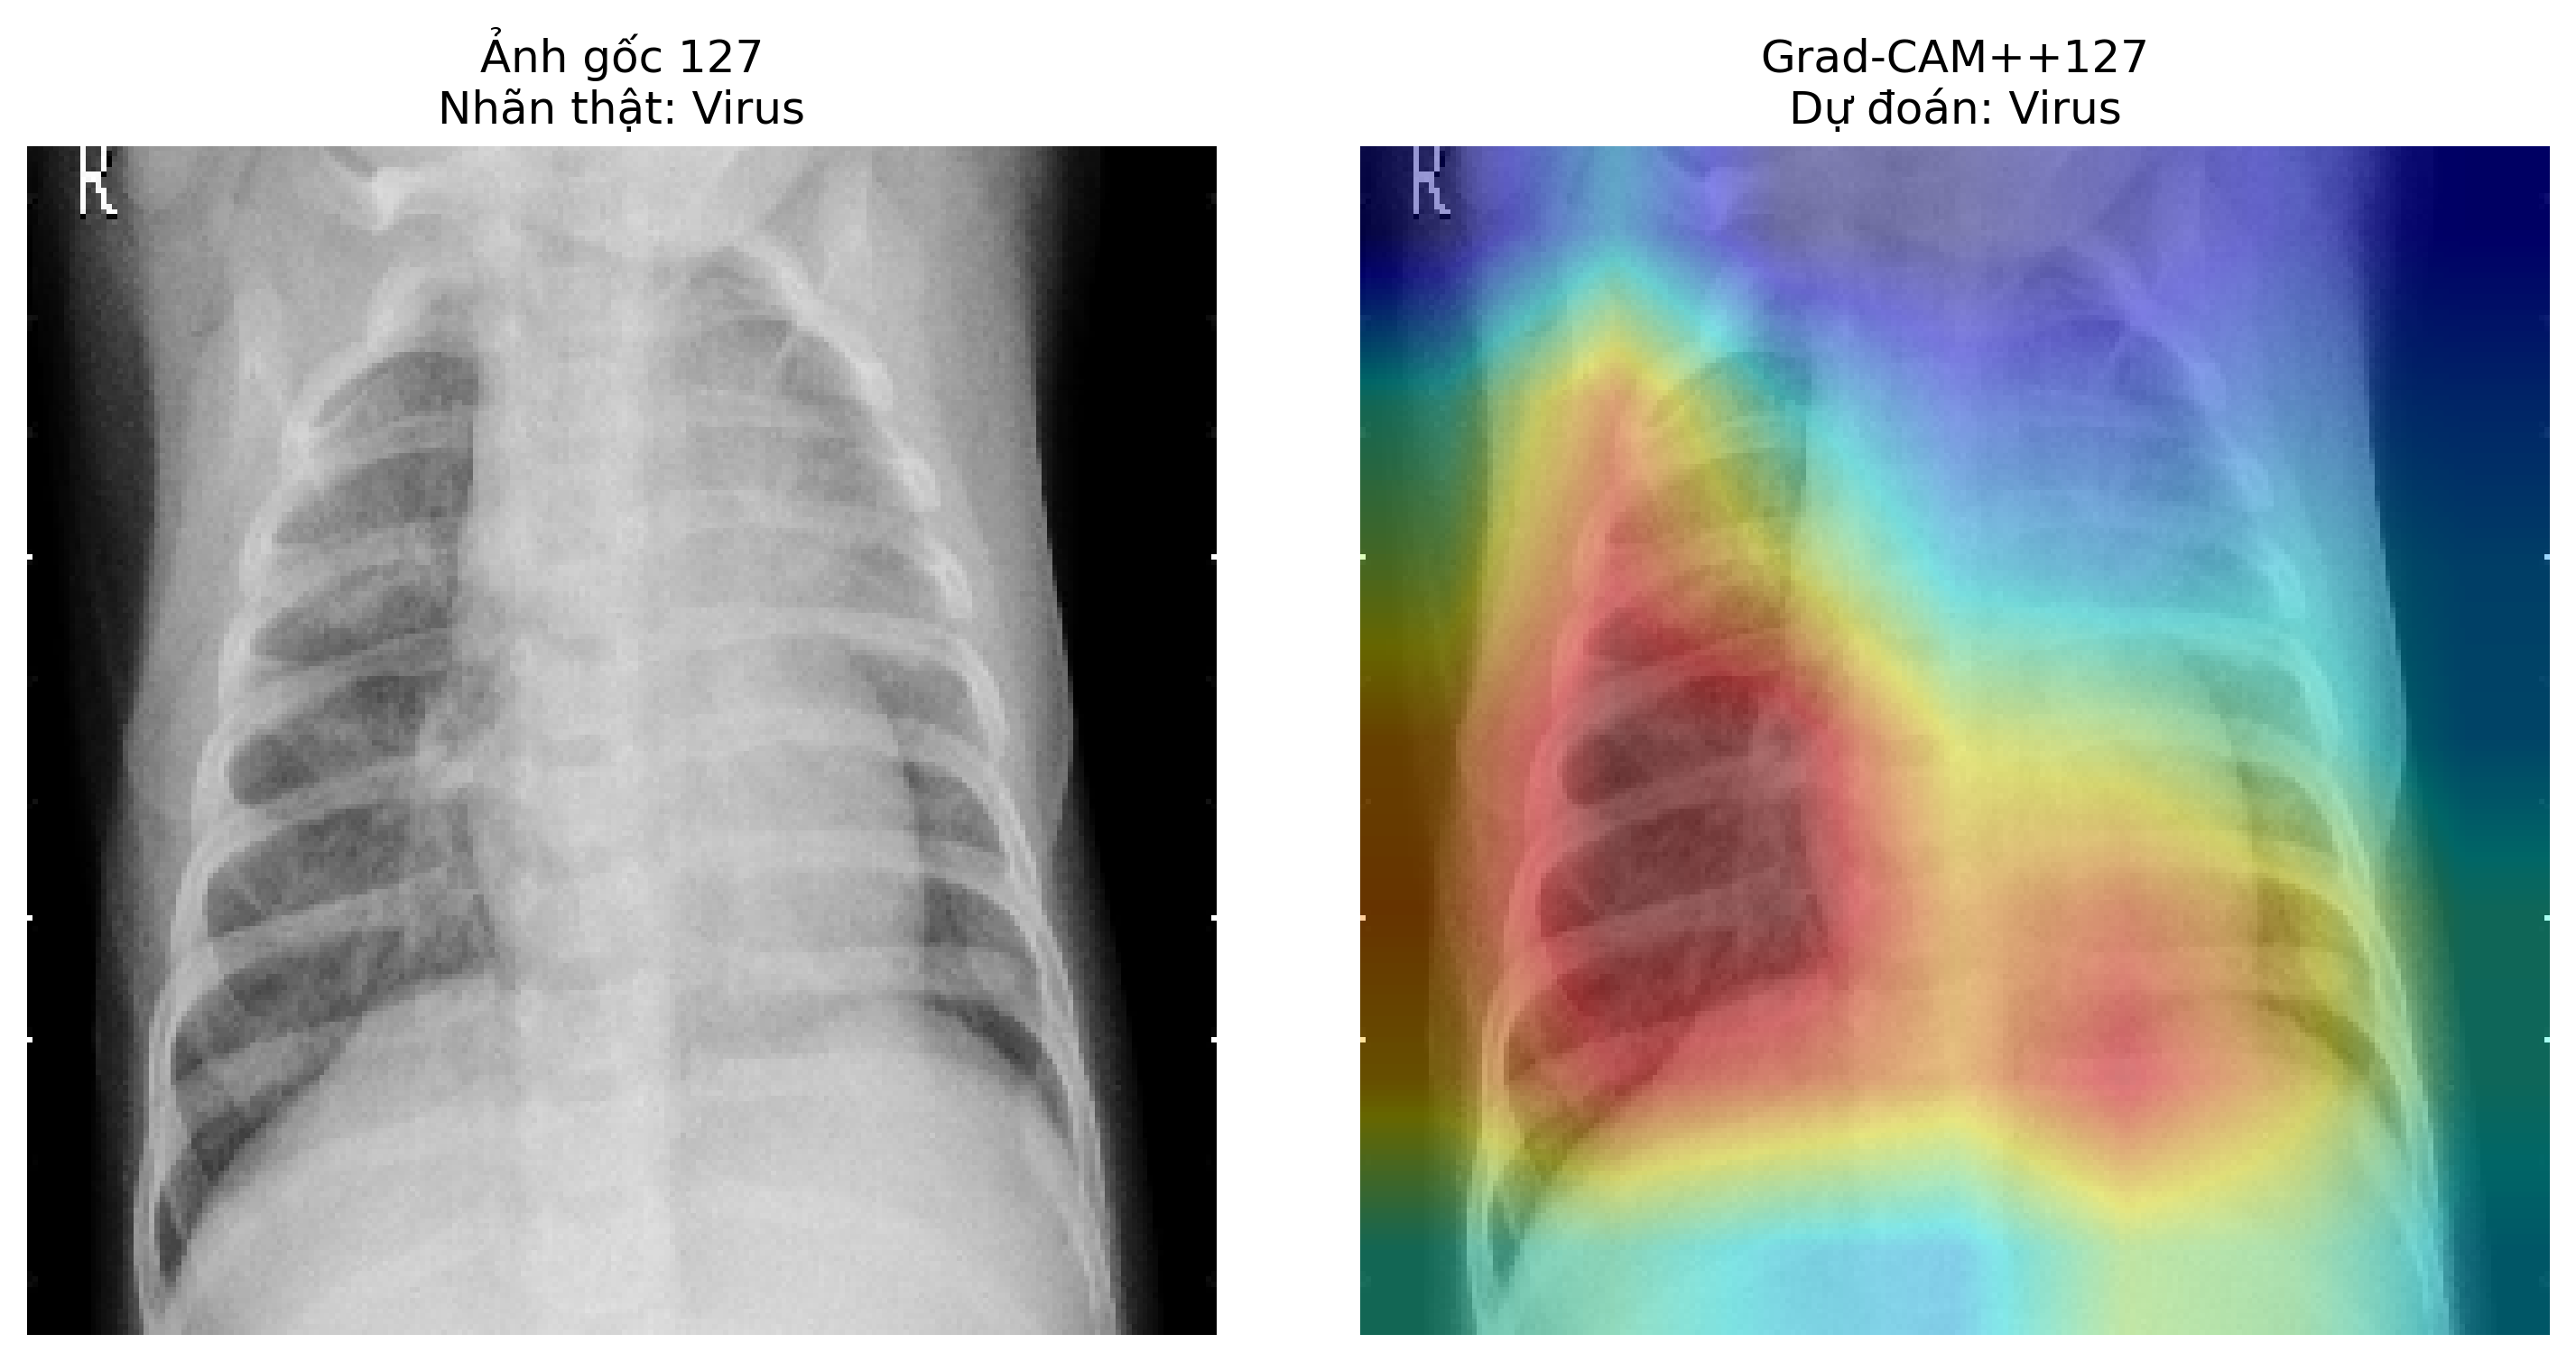 Ảnh gốc 127
Nhãn thật: Virus
Grad-CAM++127
Dự đoán: Virus
R
R